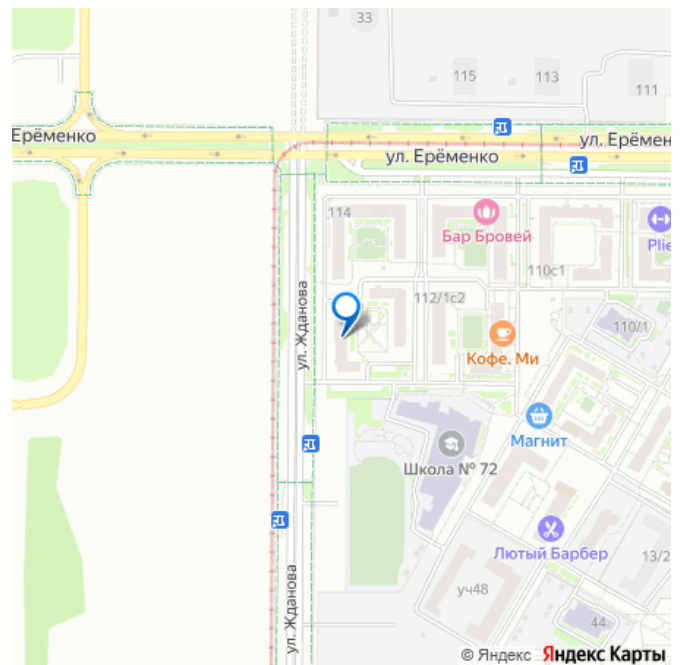 33
115
113
111
Ерёменко
ул. Ерёменко
ул. Ерёмен
114
Бар Бровей
Plie
110с1
112/1с2
110/1
ул. Жданова
Кофе. Ми
Магнит
Школа № 72
Лютый Барбер
13/2
уч48
44
ул. Жданова
© Яндекс Яндекс Карты